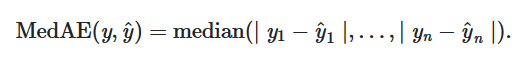 MedAE(y, ŷ) = median(∣ y₁ − ŷ₁ ∣, …, ∣ yₙ − ŷₙ ∣).